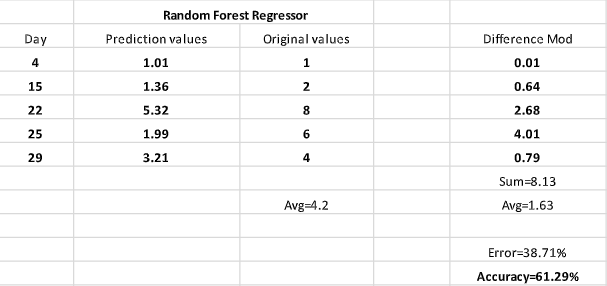 Random Forest Regressor
Day Prediction values Original values Difference Mod
4 1.01 1 0.01
15 1.36 2 0.64
22 5.32 8 2.68
25 1.99 6 4.01
29 3.21 4 0.79
Sum=8.13
Avg=4.2 Avg=1.63
Error=38.71%
Accuracy=61.29%